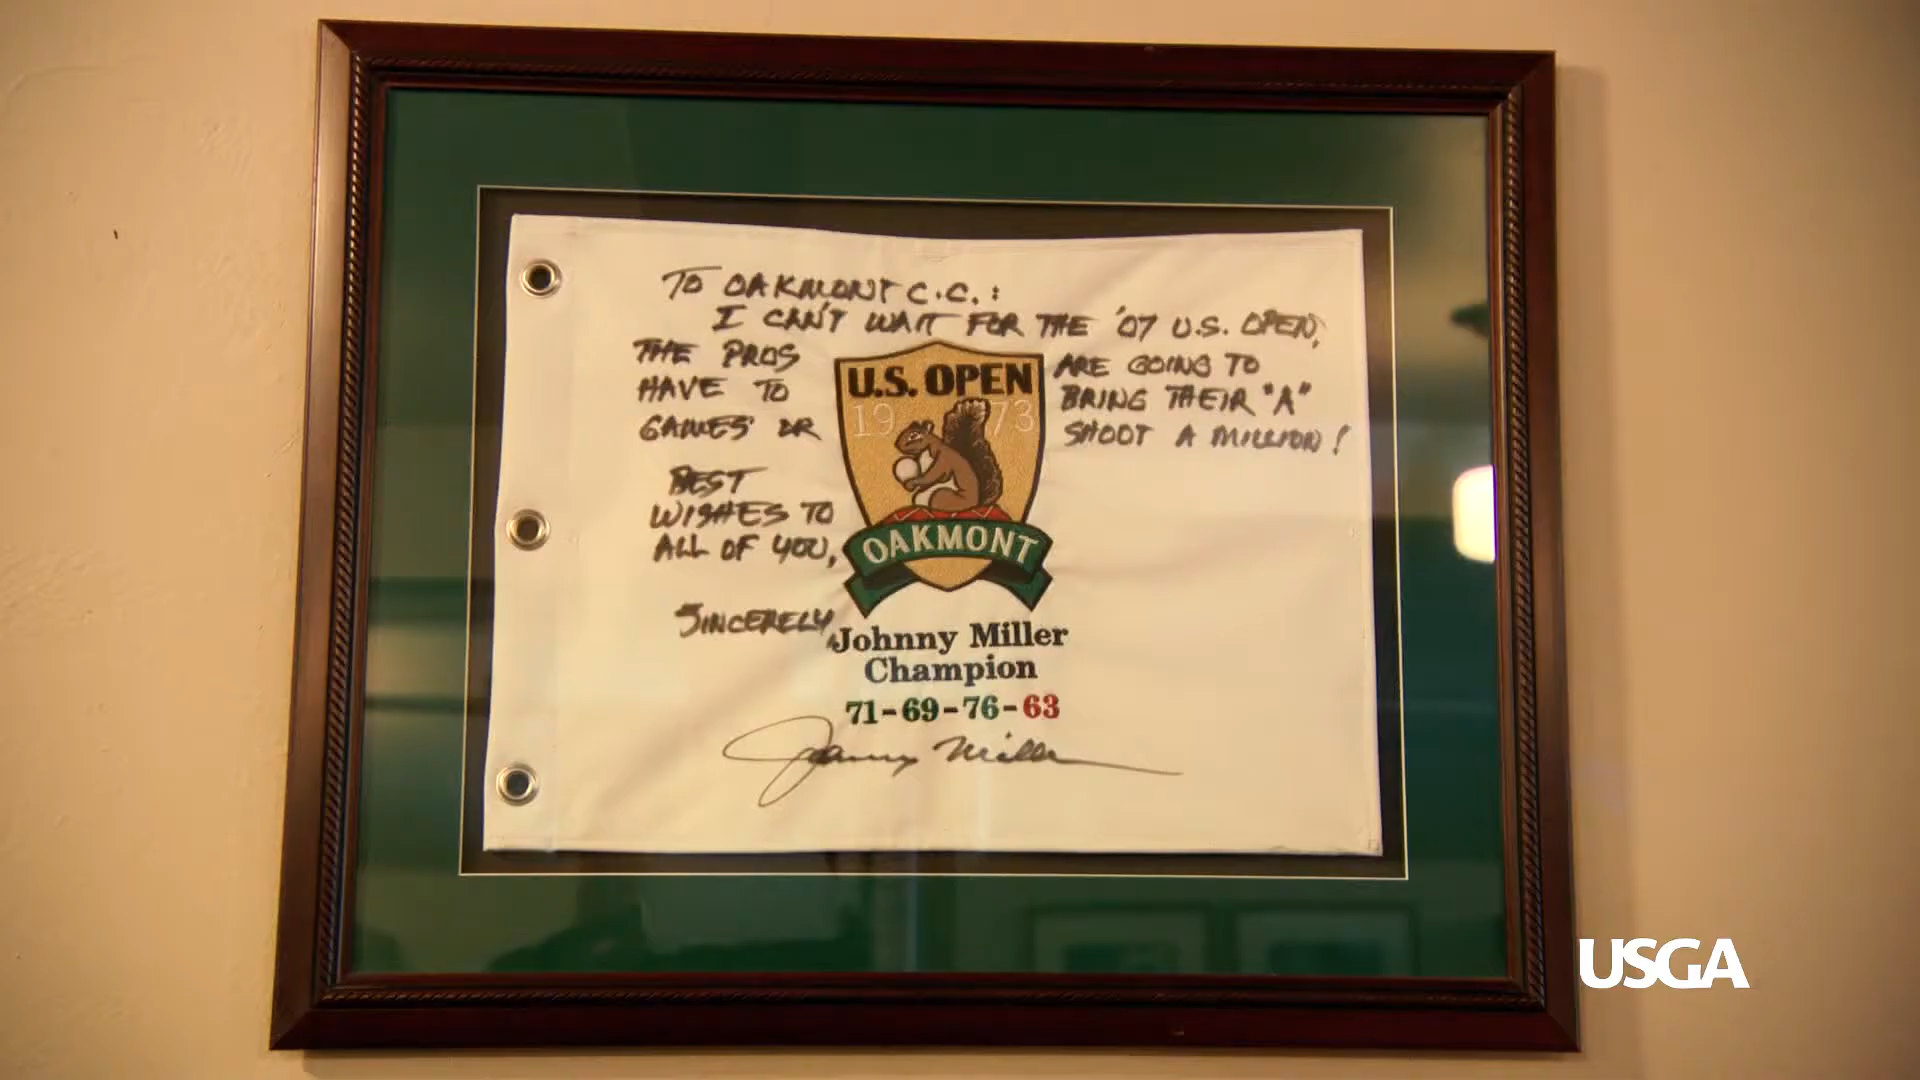 TO OAKMONT C.C.:
I CAN'T WAIT FOR THE '07 U.S. OPEN,
THE PROS ARE GOING TO
HAVE TO BRING THEIR "A"
GAMES OR SHOOT A MILLION!
BEST
WISHES TO
ALL OF YOU,
SINCERELY,
U.S. OPEN
19 73
OAKMONT
Johnny Miller
Champion
71-69-76-63
Johnny Miller
USGA